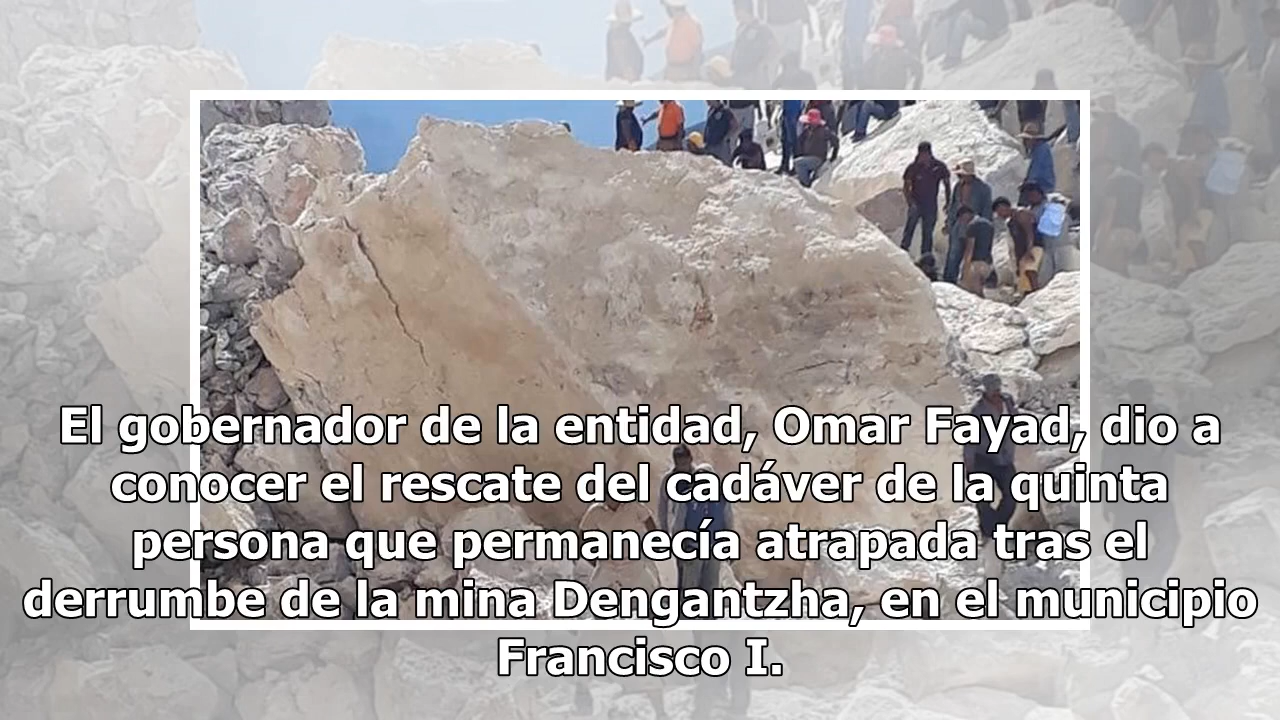 El gobernador de la entidad, Omar Fayad, dio a
conocer el rescate del cadáver de la quinta
persona que permanecía atrapada tras el
derrumbe de la mina Dengantzha, en el municipio
Francisco I.